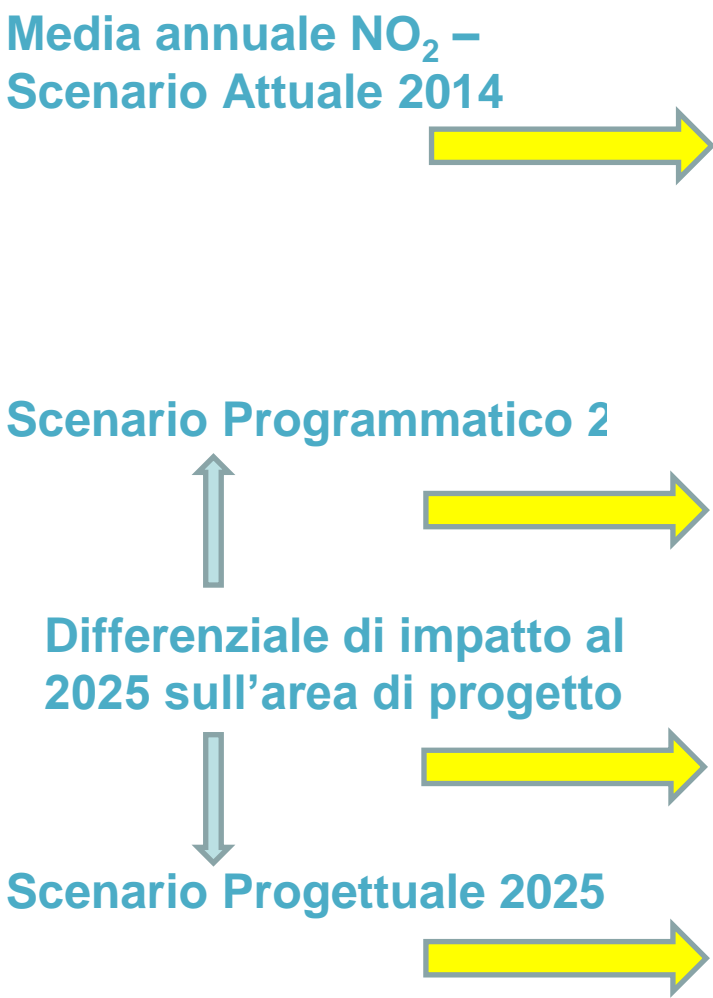 Media annuale NO₂ –
Scenario Attuale 2014
Scenario Programmatico 2
Differenziale di impatto al
2025 sull’area di progetto
Scenario Progettuale 2025